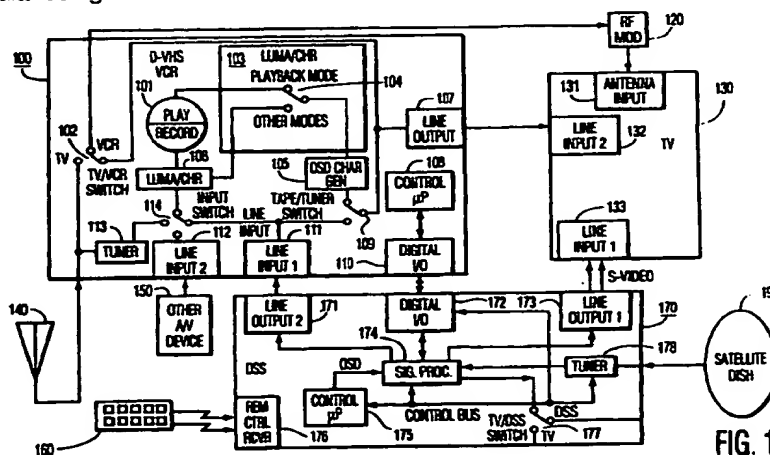 100
D-VHS
VCR
101
PLAY
RECORD
103
LUMA/CHR
PLAYBACK MODE
104
OTHER MODES
102
VCR
TV
TV/VCR
SWITCH
106
LUMA/CHR
105
OSD CHAR
GEN
107
LINE
OUTPUT
108
CONTROL
µP
INPUT
SWITCH
TAPE/TUNER
SWITCH
109
113
TUNER
114
112
LINE
INPUT 2
LINE
INPUT
111
LINE
INPUT 1
110
DIGITAL
I/O
RF
MOD
120
131
ANTENNA
INPUT
130
LINE
INPUT 2
132
TV
133
LINE
INPUT 1
S-VIDEO
140
150
OTHER
A/V
DEVICE
LINE
OUTPUT 2
171
DIGITAL
I/O
172
173
LINE
OUTPUT 1
170
DSS
174
OSD
SIG. PROC.
178
TUNER
SATELLITE
DISH
CONTROL
µP
175
CONTROL BUS
TV/DSS
SWITCH
DSS
TV
177
160
REM
CTRL
RCVR
176
FIG. 1